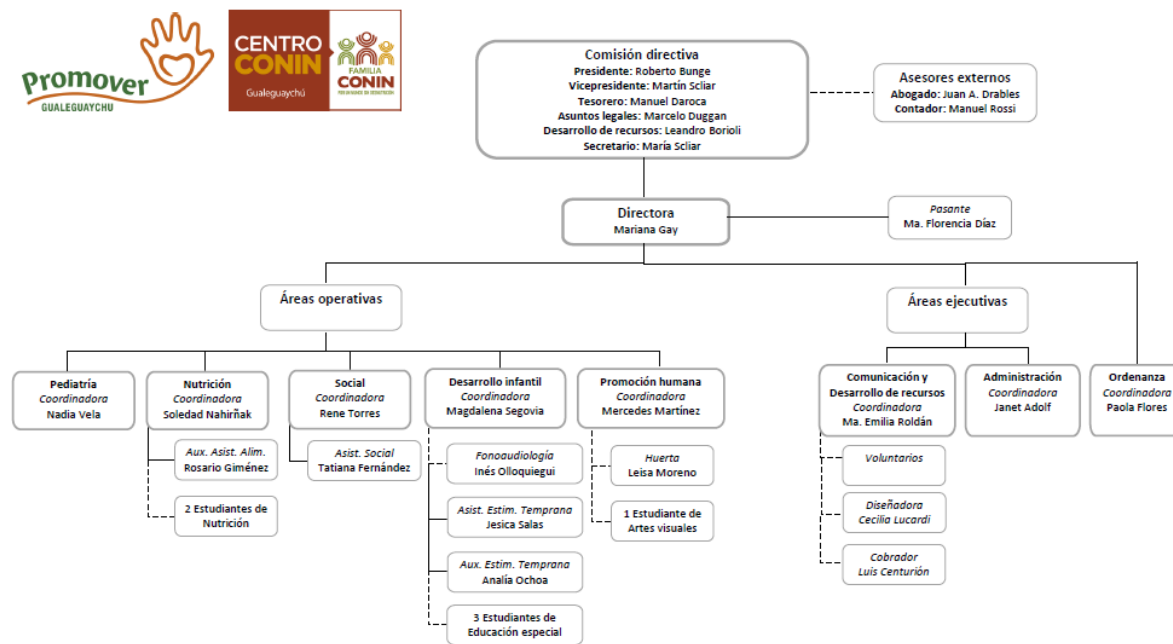 Promover
GUALEGUAYCHU
CENTRO
CONIN
Gualeguaychú
FAMILIA
CONIN
Comisión directiva
Presidente: Roberto Bunge
Vicepresidente: Martín Scliar
Tesorero: Manuel Daroca
Asuntos legales: Marcelo Duggan
Desarrollo de recursos: Leandro Borioli
Secretario: María Scliar
Asesores externos
Abogado: Juan A. Drables
Contador: Manuel Rossi
Directora
Mariana Gay
Pasante
Ma. Florencia Díaz
Áreas operativas
Áreas ejecutivas
Pediatría
Coordinadora
Nadia Vela
Nutrición
Coordinadora
Soledad Nahirñak
Social
Coordinadora
Rene Torres
Desarrollo infantil
Coordinadora
Magdalena Segovia
Promoción humana
Coordinadora
Mercedes Martínez
Comunicación y
Desarrollo de recursos
Coordinadora
Ma. Emilia Roldán
Administración
Coordinadora
Janet Adolf
Ordenanza
Coordinadora
Paola Flores
Aux. Asist. Alim.
Rosario Giménez
2 Estudiantes de
Nutrición
Asist. Social
Tatiana Fernández
Fonoaudiología
Inés Olloquiegui
Asist. Estim. Temprana
Jesica Salas
Aux. Estim. Temprana
Analía Ochoa
3 Estudiantes de
Educación especial
Huerta
Leisa Moreno
1 Estudiante de
Artes visuales
Voluntarios
Diseñadora
Cecilia Lucardi
Cobrador
Luis Centurión